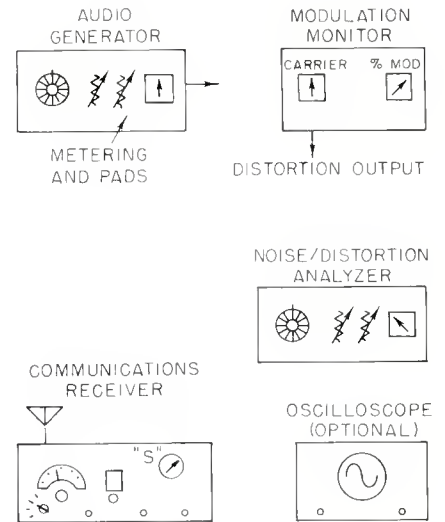 AUDIO
GENERATOR
METERING
AND PADS
MODULATION
MONITOR
CARRIER % MOD
DISTORTION OUTPUT
NOISE/DISTORTION
ANALYZER
COMMUNICATIONS
RECEIVER
"S"
OSCILLOSCOPE
(OPTIONAL)